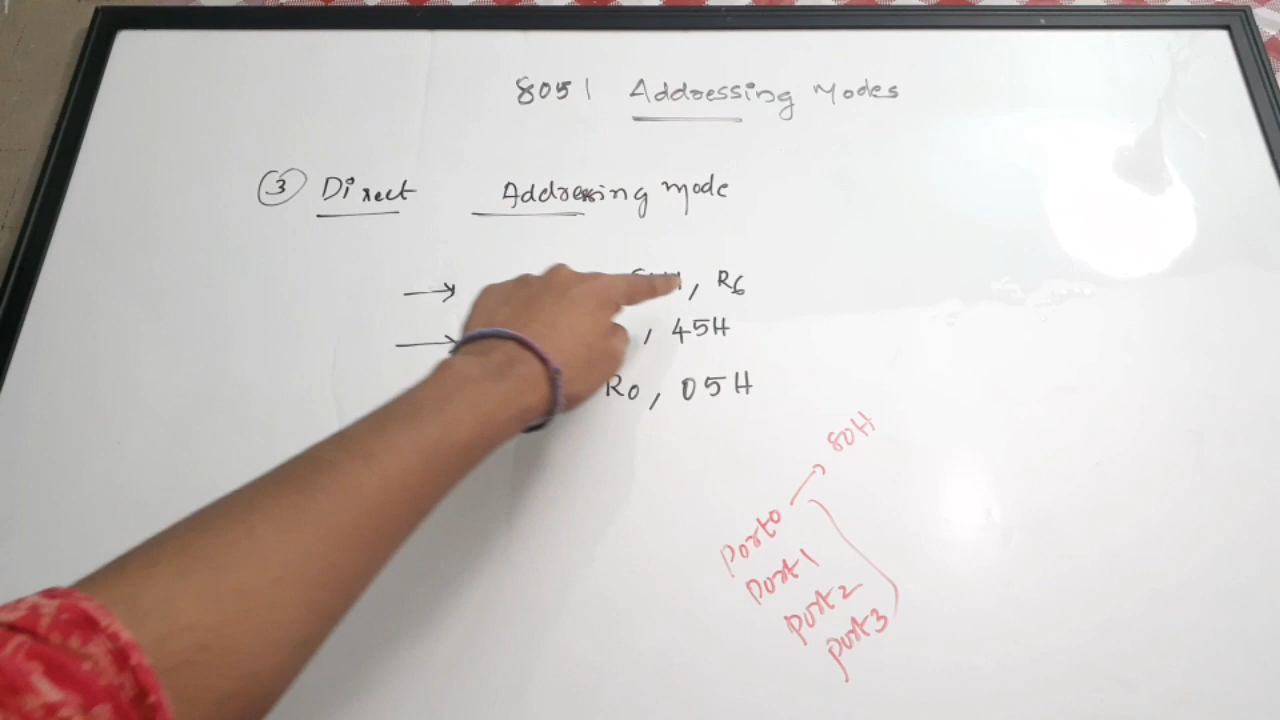 8051 Addressing Modes
③ Direct Addressing mode
→ , R6
→ , 45H
R0, 05H
Port0 → 80H
Port1
Port2
Port3